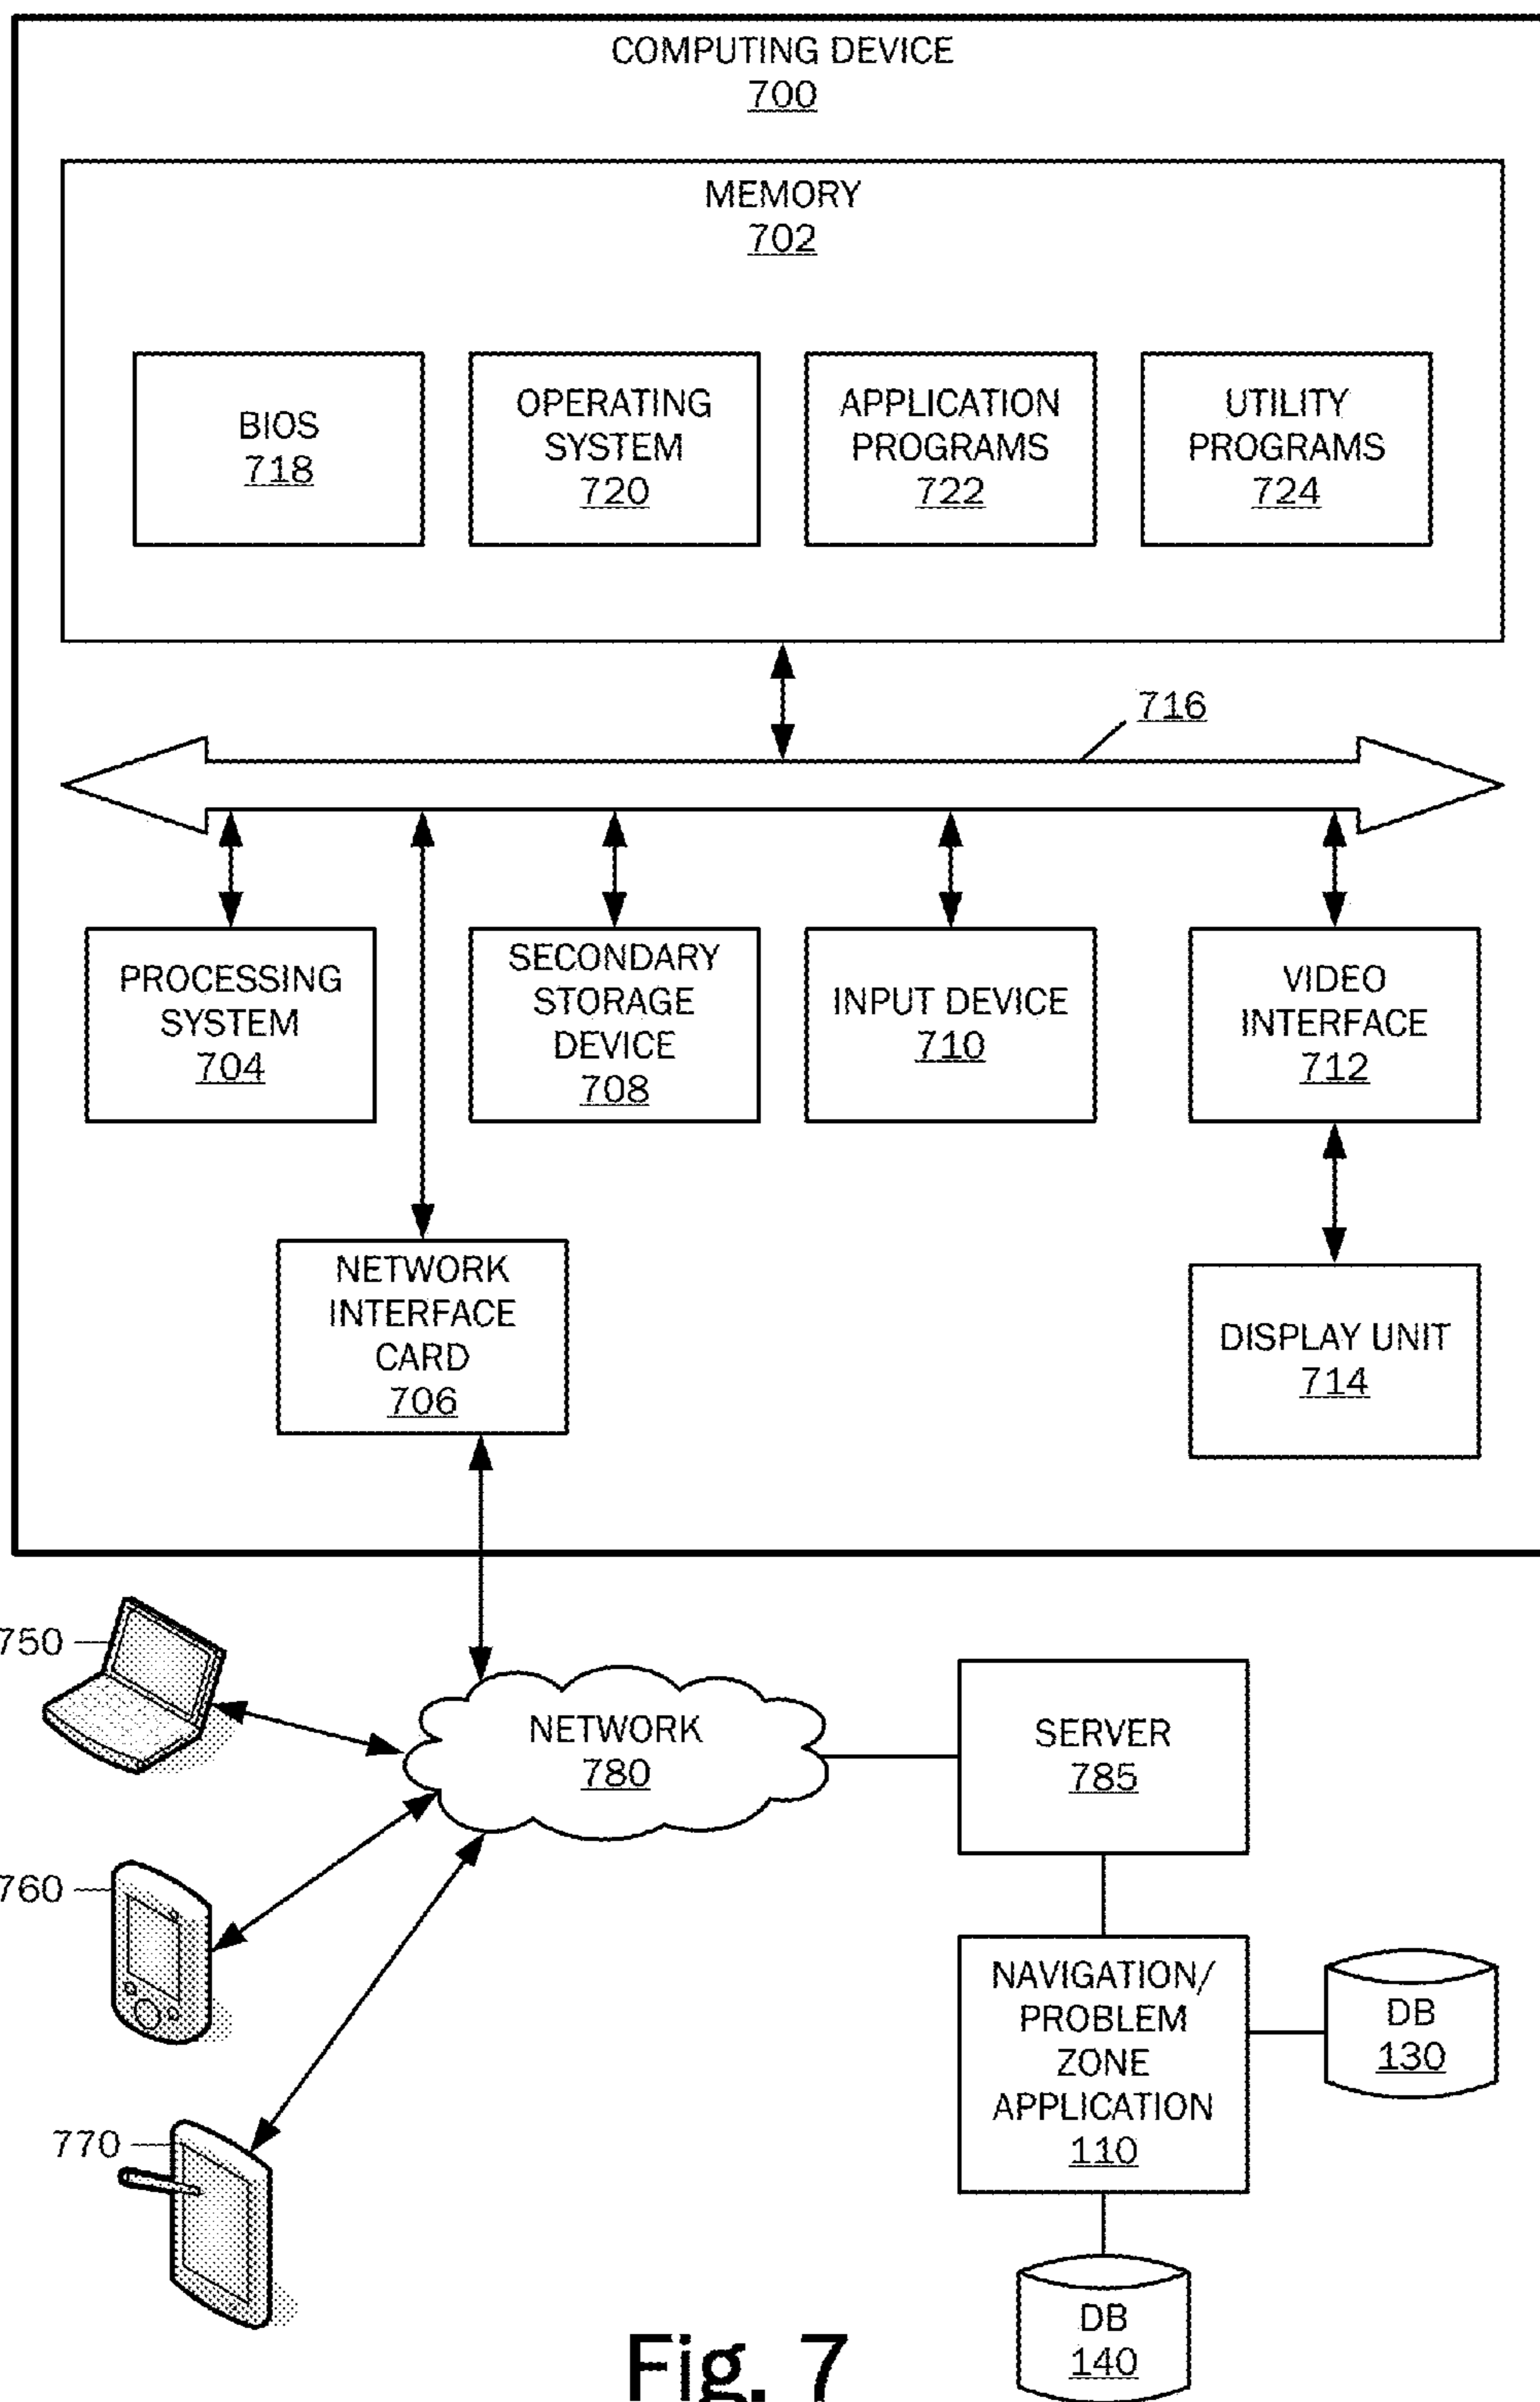 COMPUTING DEVICE
700
MEMORY
702
BIOS
718
OPERATING
SYSTEM
720
APPLICATION
PROGRAMS
722
UTILITY
PROGRAMS
724
716
PROCESSING
SYSTEM
704
SECONDARY
STORAGE
DEVICE
708
INPUT DEVICE
710
VIDEO
INTERFACE
712
NETWORK
INTERFACE
CARD
706
DISPLAY UNIT
714
750
NETWORK
780
SERVER
785
760
NAVIGATION/
PROBLEM
ZONE
APPLICATION
110
DB
130
770
DB
140
Fig. 7